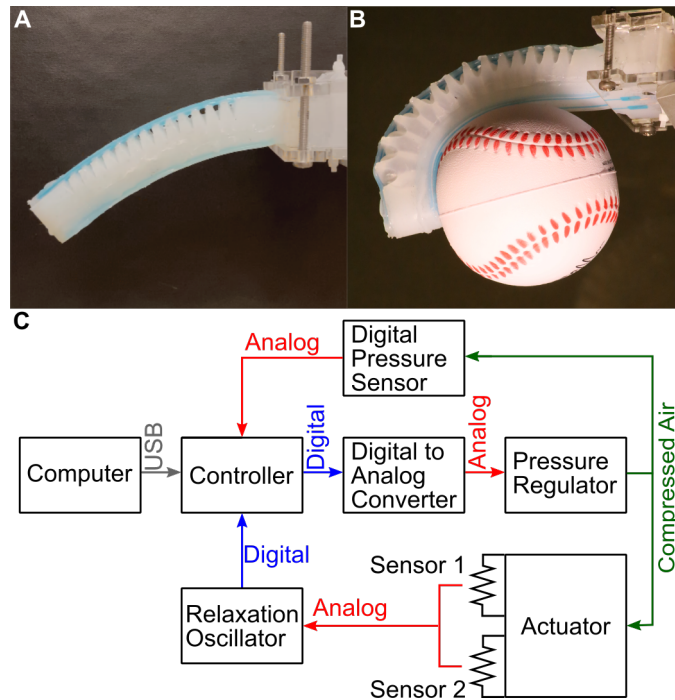 A
B
C
Analog
Digital
Pressure
Sensor
Compressed Air
Computer
USB
Controller
Digital
Digital to
Analog
Converter
Analog
Pressure
Regulator
Digital
Relaxation
Oscillator
Analog
Sensor 1
Sensor 2
Actuator